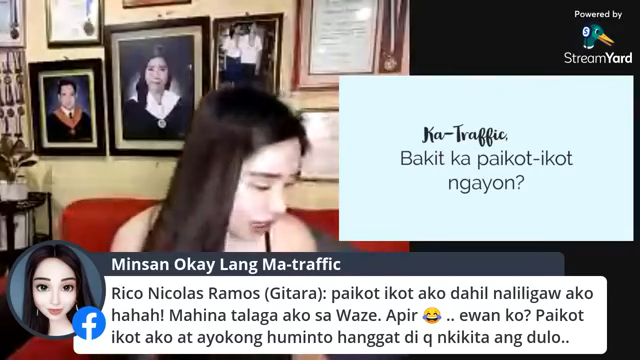 Powered by
StreamYard
Ka-Traffic,
Bakit ka paikot-ikot
ngayon?
Minsan Okay Lang Ma-traffic
Rico Nicolas Ramos (Gitara): paikot ikot ako dahil naliligaw ako
hahah! Mahina talaga ako sa Waze. Apir 😂 .. ewan ko? Paikot
ikot ako at ayokong huminto hanggat di q nkikita ang dulo..